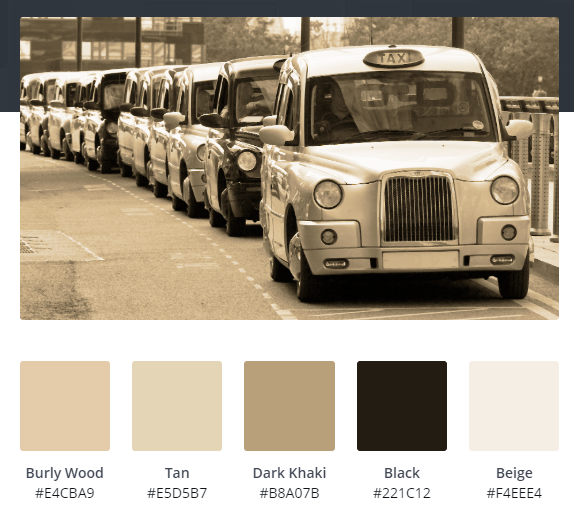 TAXI
Burly Wood
#E4CBA9
Tan
#E5D5B7
Dark Khaki
#B8A07B
Black
#221C12
Beige
#F4EEE4